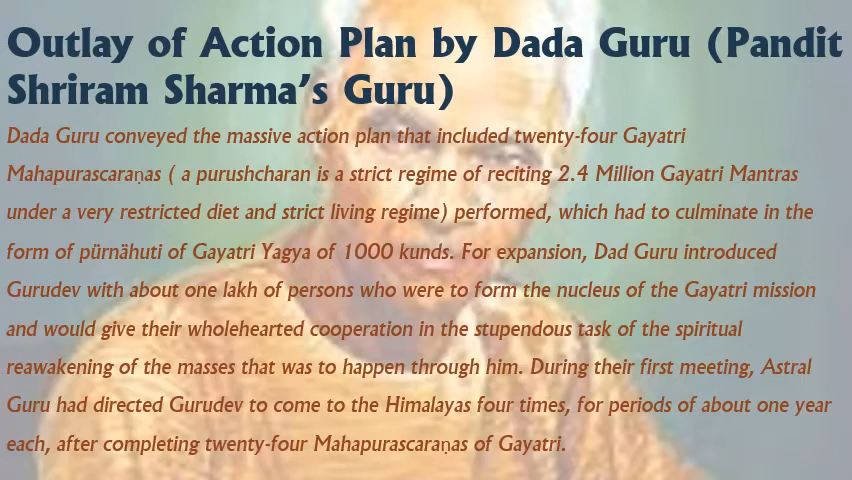 Outlay of Action Plan by Dada Guru (Pandit
Shriram Sharma's Guru)
Dada Guru conveyed the massive action plan that included twenty-four Gayatri
Mahapurascaraṇas ( a purushcharan is a strict regime of reciting 2.4 Million Gayatri Mantras
under a very restricted diet and strict living regime) performed, which had to culminate in the
form of pürnähuti of Gayatri Yagya of 1000 kunds. For expansion, Dad Guru introduced
Gurudev with about one lakh of persons who were to form the nucleus of the Gayatri mission
and would give their wholehearted cooperation in the stupendous task of the spiritual
reawakening of the masses that was to happen through him. During their first meeting, Astral
Guru had directed Gurudev to come to the Himalayas four times, for periods of about one year
each, after completing twenty-four Mahapurascaraṇas of Gayatri.